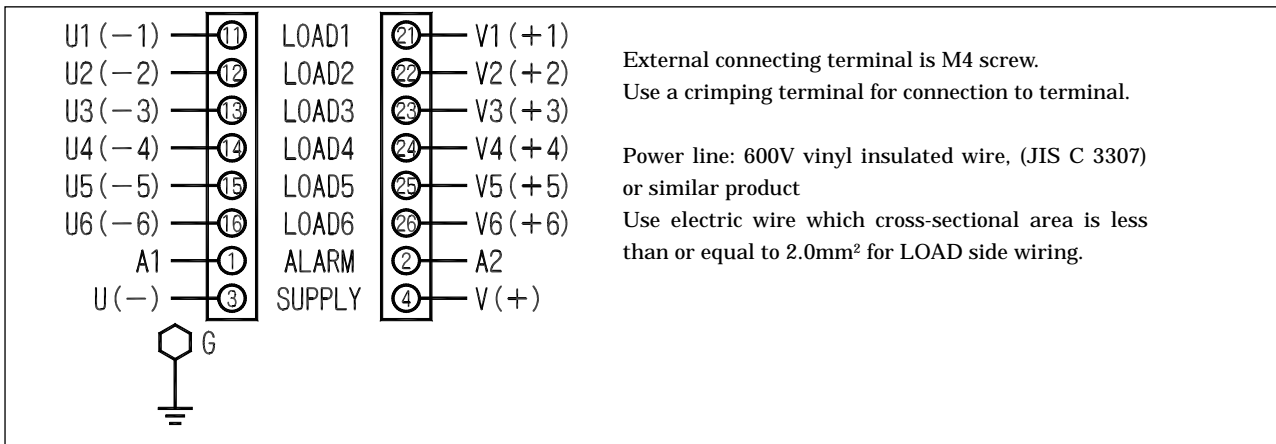 U1(−1) ⑪ LOAD1 ㉑ V1(+1)
U2(−2) ⑫ LOAD2 ㉒ V2(+2)
U3(−3) ⑬ LOAD3 ㉓ V3(+3)
U4(−4) ⑭ LOAD4 ㉔ V4(+4)
U5(−5) ⑮ LOAD5 ㉕ V5(+5)
U6(−6) ⑯ LOAD6 ㉖ V6(+6)
A1 ① ALARM ② A2
U(−) ③ SUPPLY ④ V(+)
G
External connecting terminal is M4 screw.
Use a crimping terminal for connection to terminal.
Power line: 600V vinyl insulated wire, (JIS C 3307)
or similar product
Use electric wire which cross-sectional area is less
than or equal to 2.0mm² for LOAD side wiring.